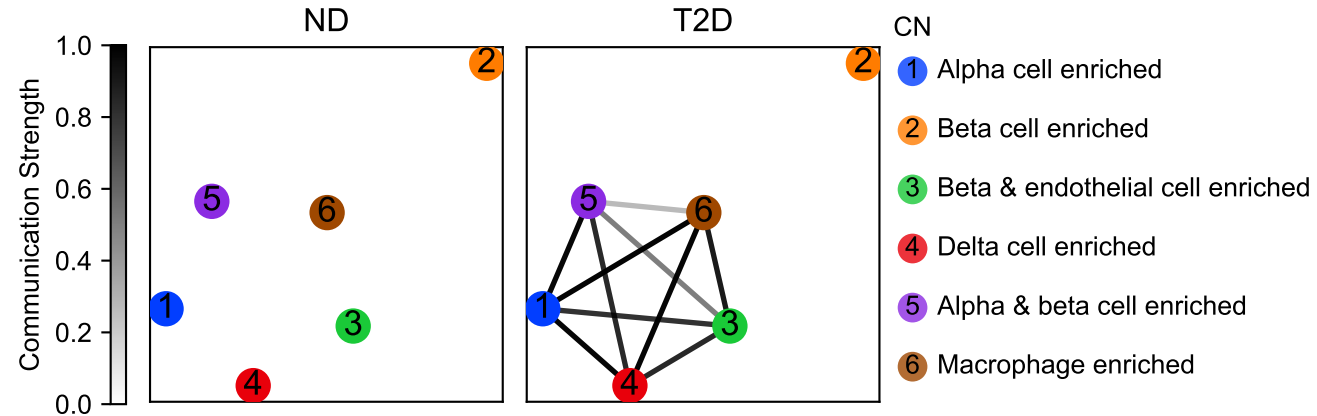 ND
T2D
CN
Communication Strength
1.0
0.8
0.6
0.4
0.2
0.0
2
5
6
1
3
4
2
5
6
1
3
4
1 Alpha cell enriched
2 Beta cell enriched
3 Beta & endothelial cell enriched
4 Delta cell enriched
5 Alpha & beta cell enriched
6 Macrophage enriched